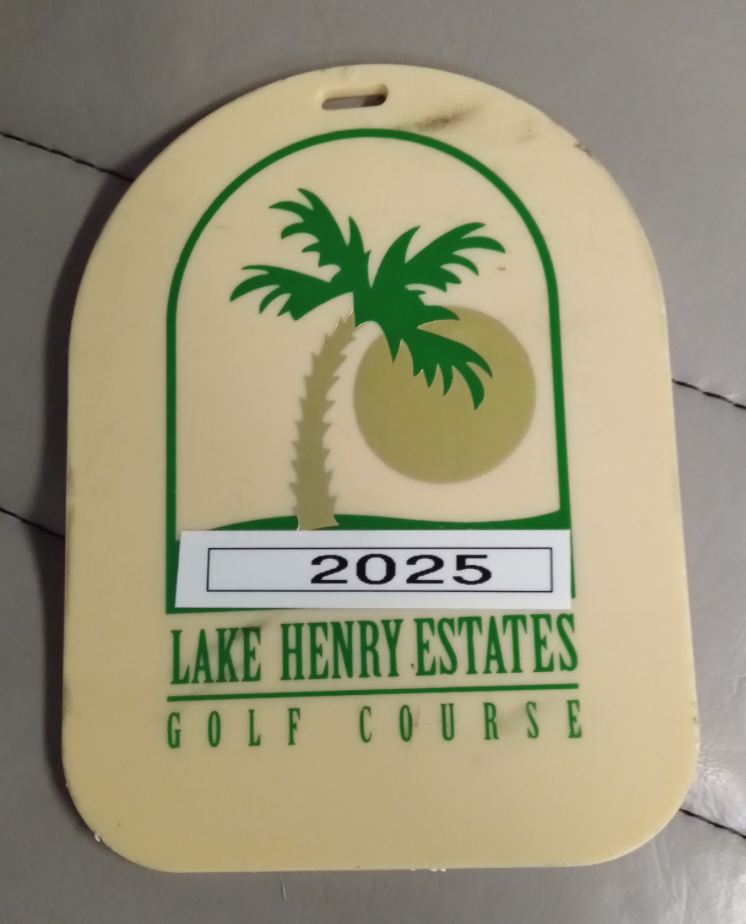 2025
LAKE HENRY ESTATES
GOLF COURSE